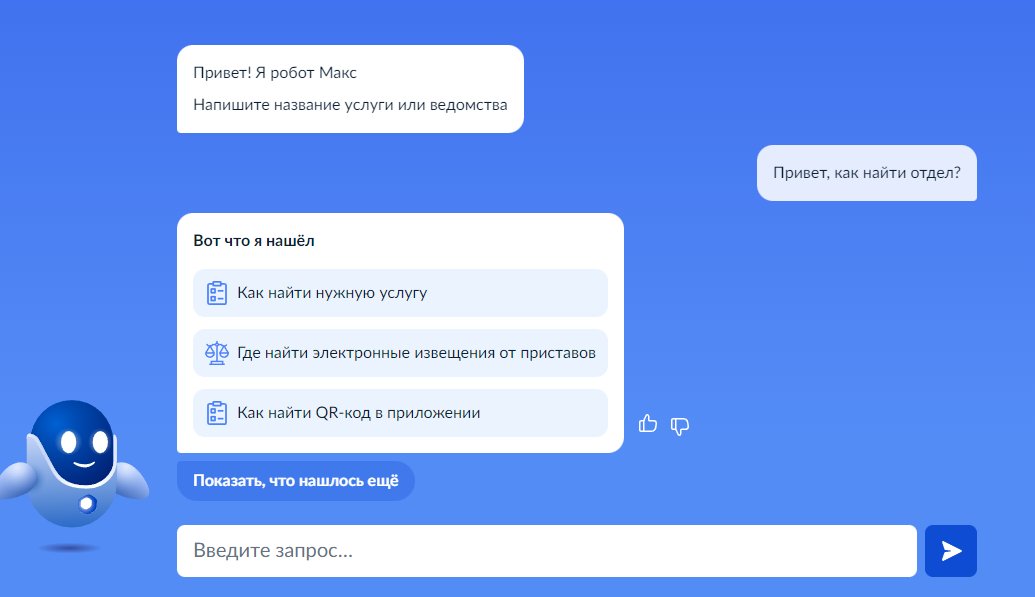 Привет! Я робот Макс
Напишите название услуги или ведомства
Привет, как найти отдел?
Вот что я нашёл
Как найти нужную услугу
Где найти электронные извещения от приставов
Как найти QR-код в приложении
Показать, что нашлось ещё
Введите запрос...